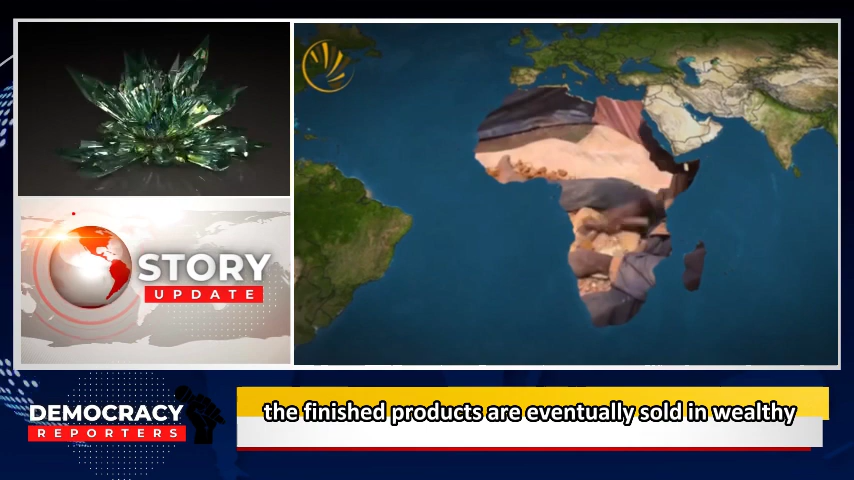 STORY
UPDATE
DEMOCRACY
REPORTERS
the finished products are eventually sold in wealthy